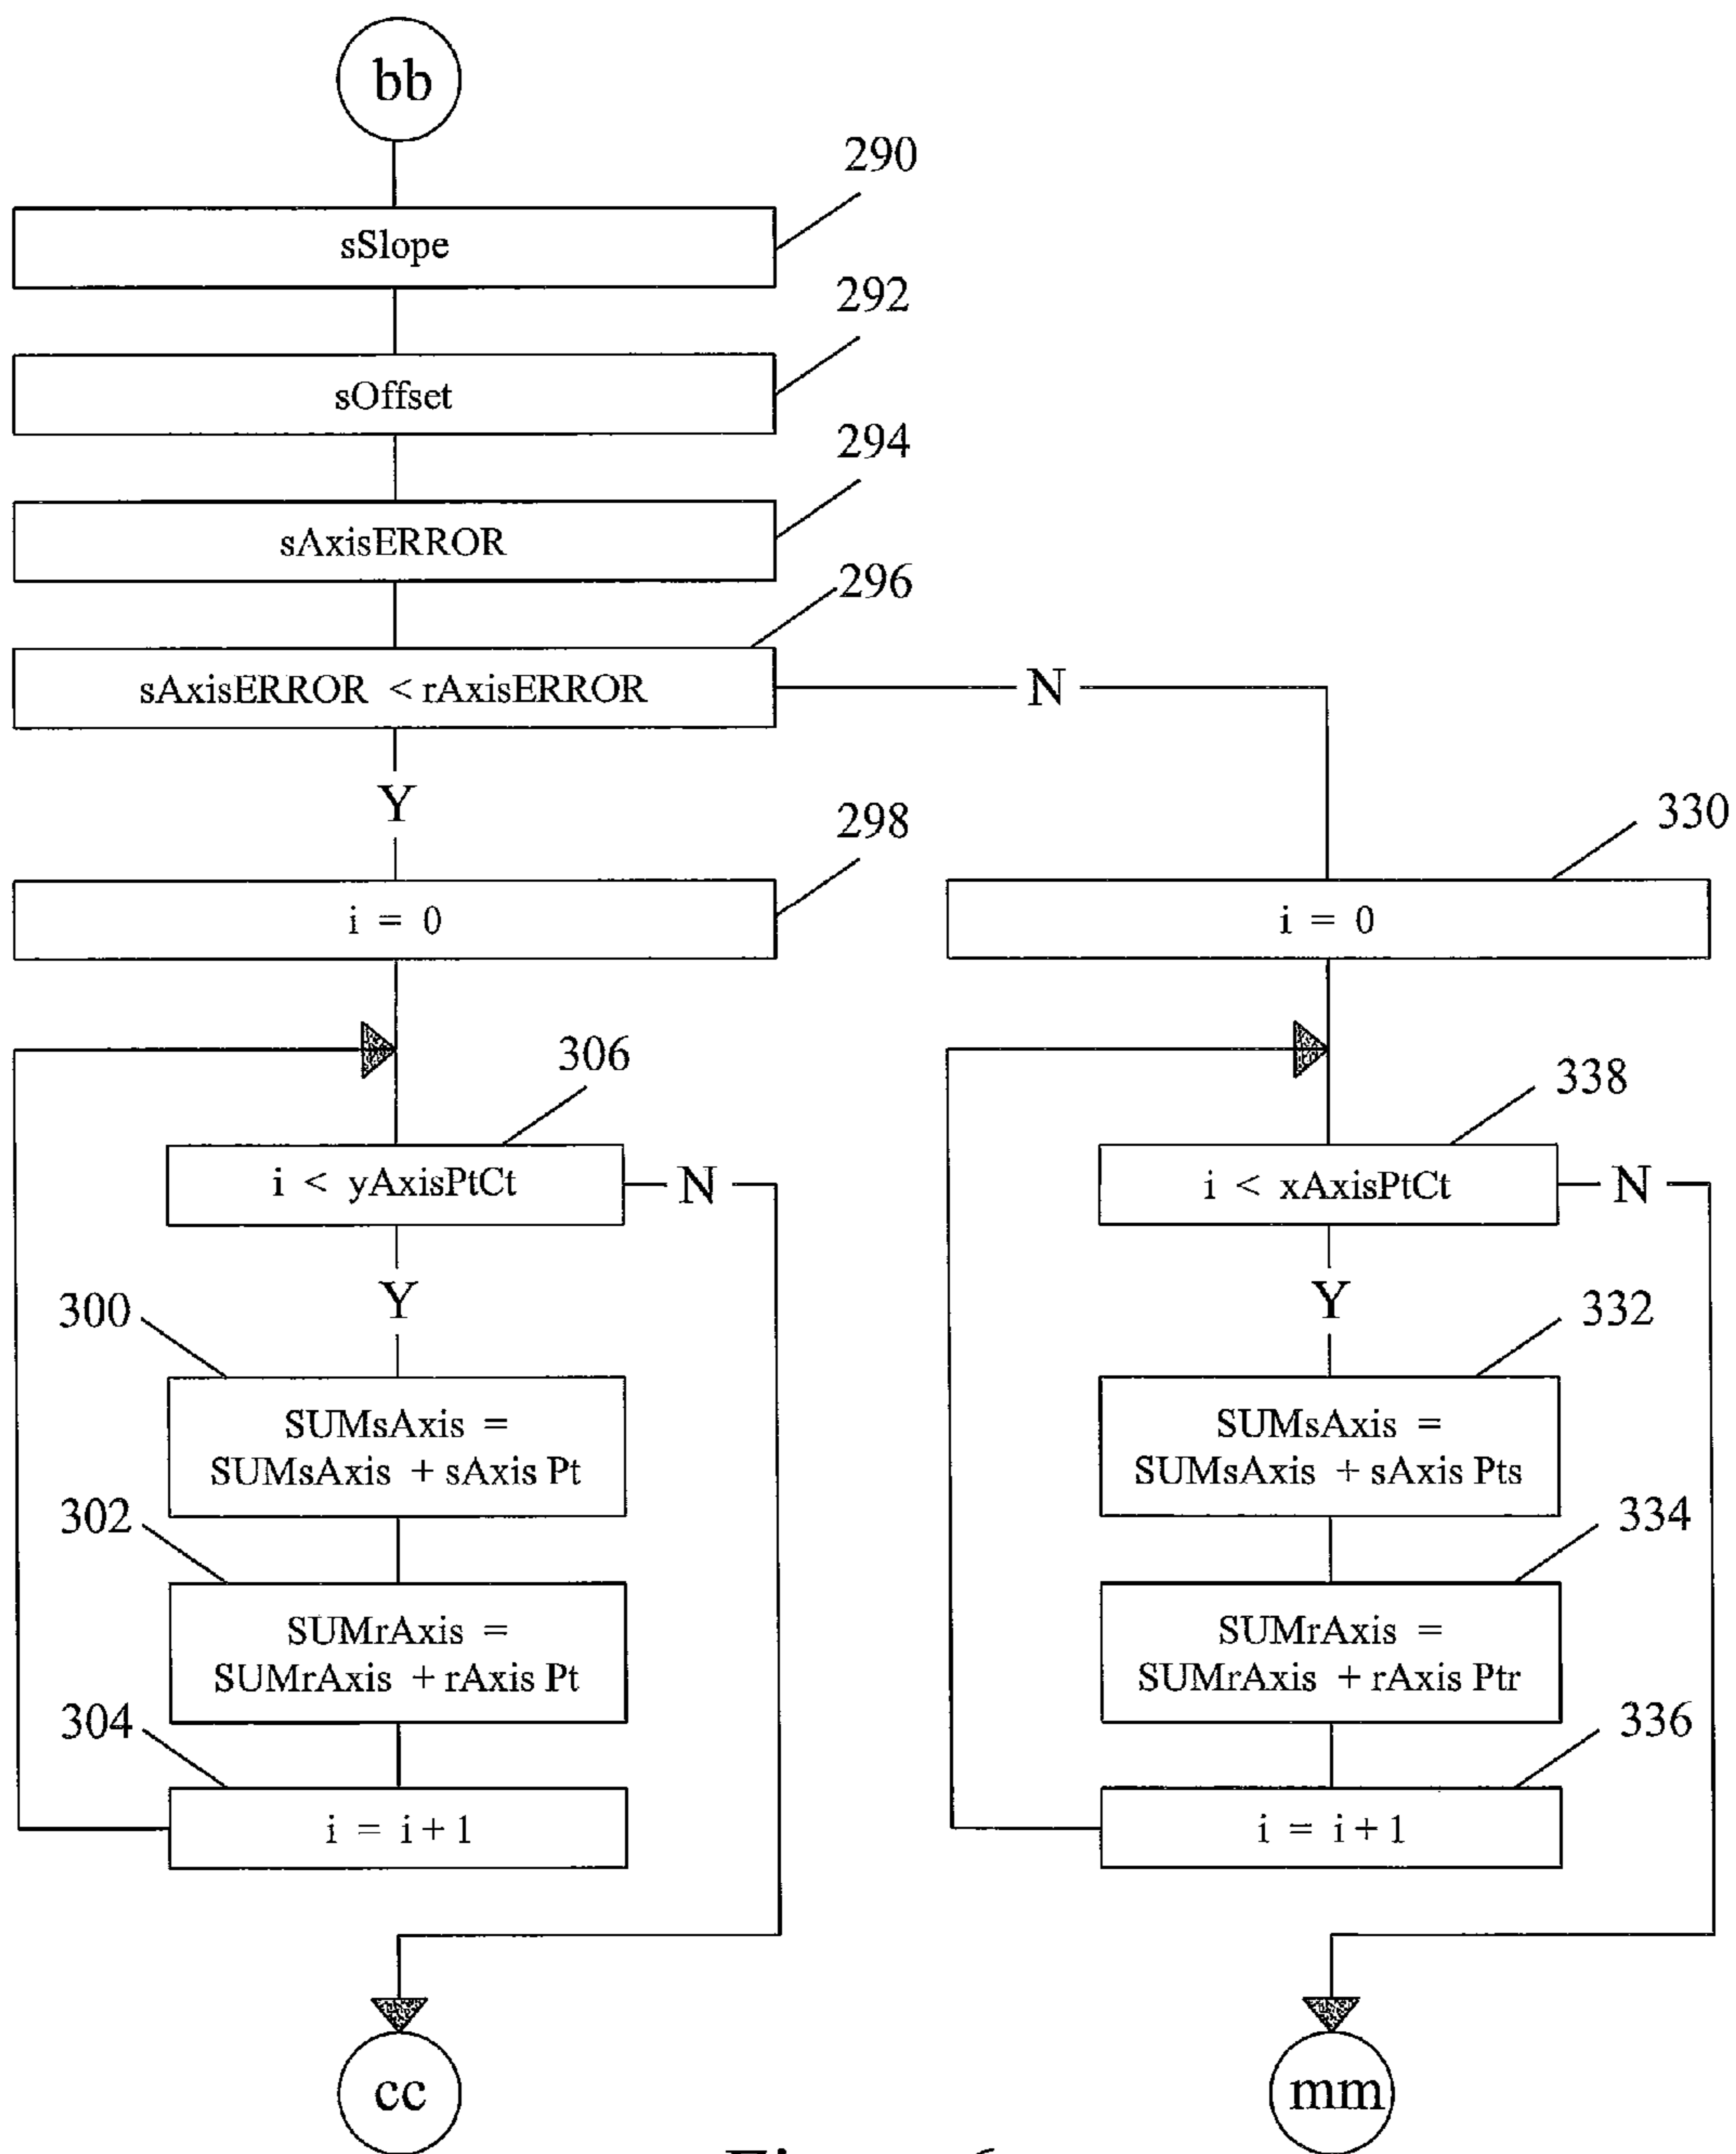 bb
290
sSlope
292
sOffset
294
sAxisERROR
296
sAxisERROR < rAxisERROR
N
Y
298
330
i = 0
i = 0
306
338
i < yAxisPtCt
N
i < xAxisPtCt
N
Y
Y
300
332
SUMsAxis =
SUMsAxis + sAxis Pt
SUMsAxis =
SUMsAxis + sAxis Pts
302
334
SUMrAxis =
SUMrAxis + rAxis Pt
SUMrAxis =
SUMrAxis + rAxis Ptr
304
336
i = i + 1
i = i + 1
cc
mm